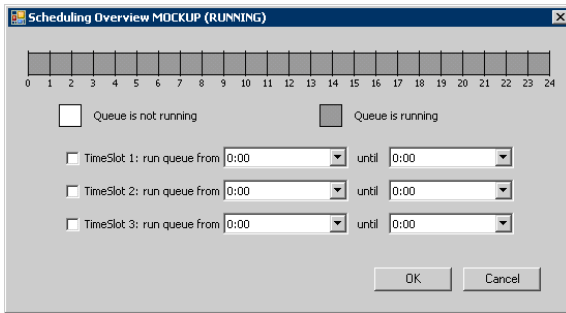 Scheduling Overview MOCKUP (RUNNING)
0 1 2 3 4 5 6 7 8 9 10 11 12 13 14 15 16 17 18 19 20 21 22 23 24
Queue is not running Queue is running
TimeSlot 1: run queue from 0:00 until 0:00
TimeSlot 2: run queue from 0:00 until 0:00
TimeSlot 3: run queue from 0:00 until 0:00
OK Cancel